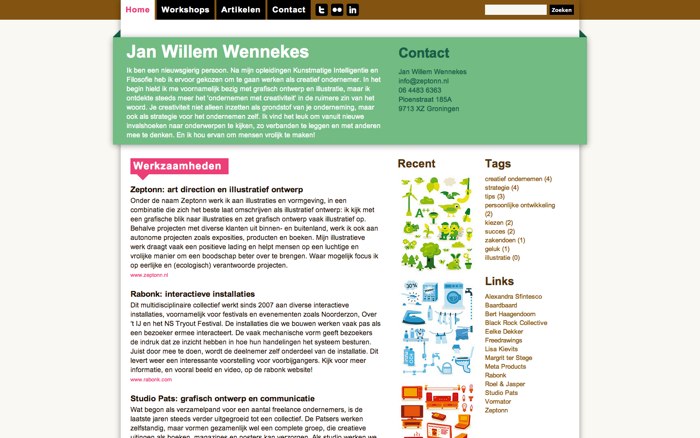 Home Workshops Artikelen Contact
Zoeken
Jan Willem Wennekes
Ik ben een nieuwsgierig persoon. Na mijn opleidingen Kunstmatige Intelligentie en
Filosofie heb ik ervoor gekozen om te gaan werken als creatief ondernemer. In het
begin hield ik me voornamelijk bezig met grafisch ontwerp en illustratie, maar ik
ontdekte steeds meer het 'ondernemen met creativiteit' in de ruimere zin van het
woord. Je creativiteit niet alleen inzetten als grondstof van je onderneming, maar
ook als strategie voor het ondernemen zelf. Ik vind het leuk om vanuit nieuwe
invalshoeken naar onderwerpen te kijken, zo verbanden te leggen en met anderen
mee te denken. En ik hou ervan om mensen vrolijk te maken!
Contact
Jan Willem Wennekes
info@zeptonn.nl
06 4483 6363
Ploenstraat 185A
9713 XZ Groningen
Werkzaamheden
Zeptonn: art direction en illustratief ontwerp
Onder de naam Zeptonn werk ik aan illustraties en vormgeving, in een
combinatie die zich het beste laat omschrijven als illustratief ontwerp: ik kijk met
een grafische blik naar illustraties en zet grafisch ontwerp vaak illustratief op.
Behalve projecten met diverse klanten uit binnen- en buitenland, werk ik ook aan
autonome projecten zoals exposities, producten en boeken. Mijn illustratieve
werk draagt vaak een positieve lading en helpt mensen op een luchtige en
vrolijke manier om een boodschap beter over te brengen. Waar mogelijk focus ik
op eerlijke en (ecologisch) verantwoorde projecten.
www.zeptonn.nl
Rabonk: interactieve installaties
Dit multidisciplinaire collectief werkt sinds 2007 aan diverse interactieve
installaties, voornamelijk voor festivals en evenementen zoals Noorderzon, Over
't IJ en het NS Tryout Festival. De installaties die we bouwen werken vaak pas als
een bezoeker ermee interacteert. De vaak mechanische vorm geeft bezoekers
de indruk dat ze inzicht hebben in hoe hun handelingen het systeem besturen.
Juist door mee te doen, wordt de deelnemer zelf onderdeel van de installatie. Dit
levert weer een interessante voorstelling voor voorbijgangers. Kijk voor meer
informatie, en vooral beeld en video, op de rabonk website!
www.rabonk.com
Studio Pats: grafisch ontwerp en communicatie
Wat begon als verzamelpand voor een aantal freelance ondernemers, is de
laatste jaren steeds verder uitgegroeid tot een collectief. De Patsers werken
zelfstandig, maar vormen gezamenlijk wel een complete groep, die creatieve
uitingen als boeken, magazines en posters kan verzorgen. Als studio werken we
Recent
30%
Tags
creatief ondernemen (4)
strategie (4)
tips (3)
persoonlijke ontwikkeling
(2)
kiezen (2)
succes (2)
zakendoen (1)
geluk (1)
illustratie (0)
Links
Alexandra Sfintesco
Baardbaard
Bert Haagendoorn
Black Rock Collective
Eelke Dekker
Freedrawings
Lisa Kievits
Margrit ter Stege
Meta Products
Rabonk
Roel & Jasper
Studio Pats
Vormator
Zeptonn